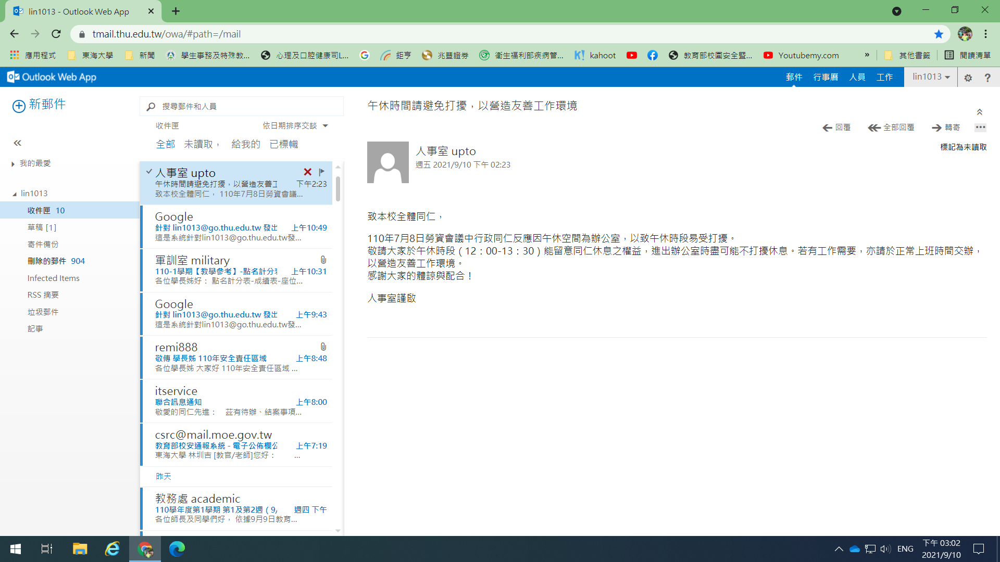 lin1013 - Outlook Web App
tmail.thu.edu.tw/owa/#path=/mail
應用程式 東海大學 新聞 學生事務及特殊教... 心理及口腔健康司L... 鉅亨 兆豐證券 衛生福利部疾病管... kahoot 教育部校園安全暨... Youtubemy.com » 其他書籤 閱讀清單
Outlook Web App 郵件 行事曆 人員 工作 lin1013 ?
新郵件
搜尋郵件和人員
收件匣 依日期排序交談
全部 未讀取， 給我的 已標幟
我的最愛
lin1013
收件匣 10
草稿 [1]
寄件備份
刪除的郵件 904
Infected Items
RSS 摘要
垃圾郵件
記事
人事室 upto
午休時間請避免打擾，以營造友善工 下午2:23
致本校全體同仁， 110年7月8日勞資會議...
Google
針對 lin1013@go.thu.edu.tw 發出 上午10:49
這是系統針對lin1013@go.thu.edu.tw發...
軍訓室 military
110-1學期【教學參考】-點名計分表 上午10:31
各位學長姊好： 點名計分表-成績表-座位...
Google
針對 lin1013@go.thu.edu.tw 發出 上午9:43
這是系統針對lin1013@go.thu.edu.tw發...
remi888
敬傳 學長姊 110年安全責任區域 上午8:48
各位學長姊 大家好 110年安全責任區域 ...
itservice
聯合訊息通知 上午8:00
敬愛的同仁先進： 茲有待辦、結案事項...
csrc@mail.moe.gov.tw
教育部校安通報系統 - 電子公佈欄公 上午7:19
東海大學 林圳吉 [教官/老師]您好： ...
昨天
教務處 academic
110學年度第1學期 第1及第2週（9/ 週四 下午
各位師長及同學們好， 依據9月9日教育...
午休時間請避免打擾，以營造友善工作環境
回覆 全部回覆 轉寄 •••
標記為未讀取
人事室 upto
週五 2021/9/10 下午 02:23
致本校全體同仁，
110年7月8日勞資會議中行政同仁反應因午休空間為辦公室，以致午休時段易受打擾。
敬請大家於午休時段（12：00-13：30）能留意同仁休息之權益，進出辦公室時盡可能不打擾休息。若有工作需要，亦請於正常上班時間交辦，
以營造友善工作環境。
感謝大家的體諒與配合！
人事室謹啟
ENG
下午 03:02
2021/9/10